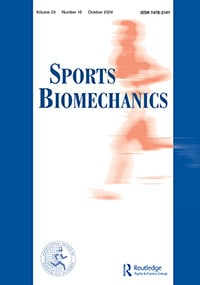 Volume 23 Number 10 October 2024 ISSN 1476-3141
SPORTS
BIOMECHANICS
Routledge
Taylor & Francis Group